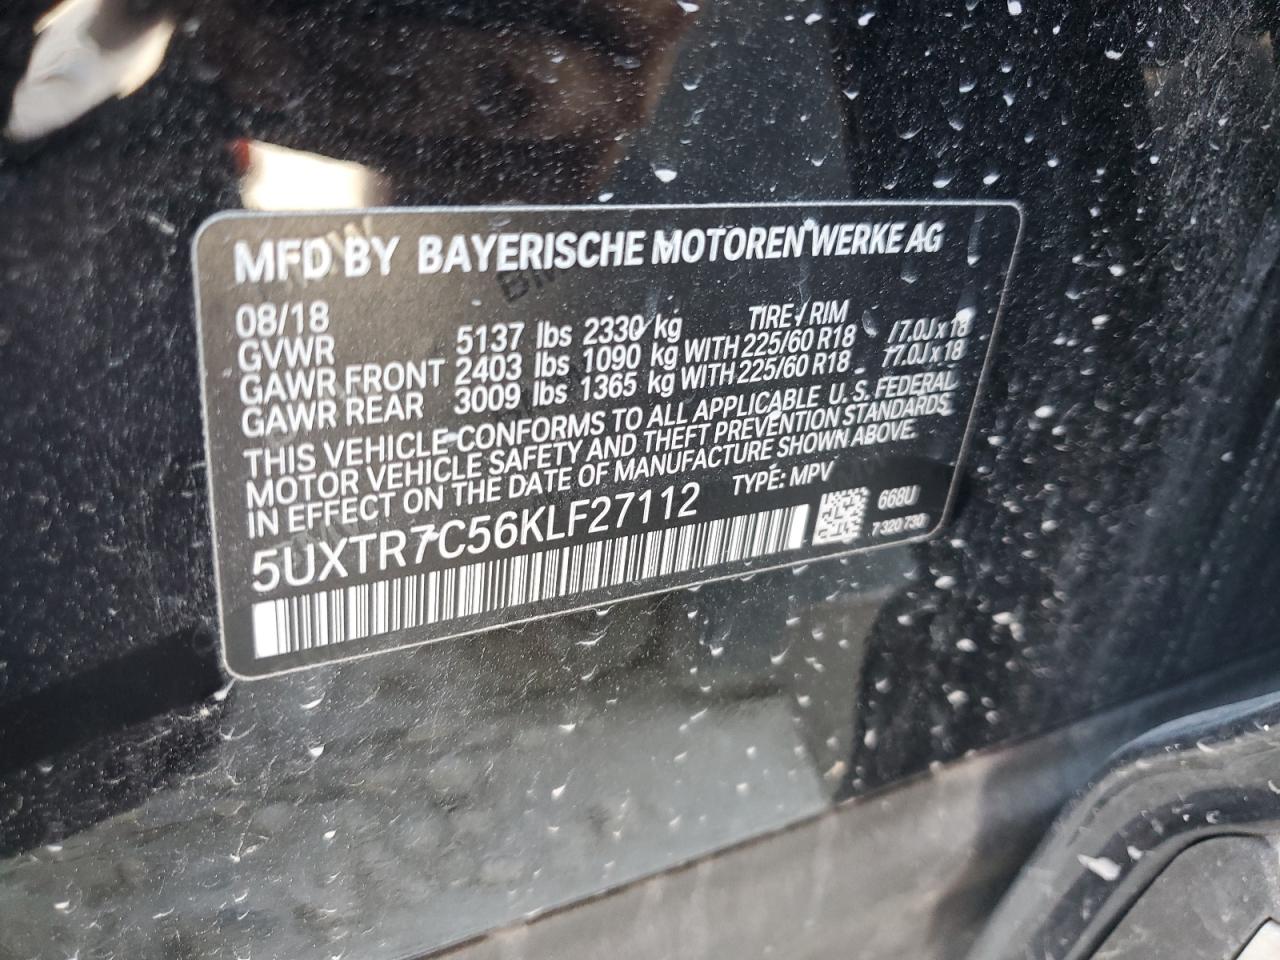 MFD BY BAYERISCHE MOTOREN WERKE AG
08/18 TIRE / RIM
GVWR 5137 lbs 2330 kg
GAWR FRONT 2403 lbs 1090 kg WITH 225/60 R18 /7.0J x 18
GAWR REAR 3009 lbs 1365 kg WITH 225/60 R18 /7.0J x 18
THIS VEHICLE CONFORMS TO ALL APPLICABLE U.S. FEDERAL
MOTOR VEHICLE SAFETY AND THEFT PREVENTION STANDARDS
IN EFFECT ON THE DATE OF MANUFACTURE SHOWN ABOVE.
5UXTR7C56KLF27112 TYPE: MPV
668U
7 320 730